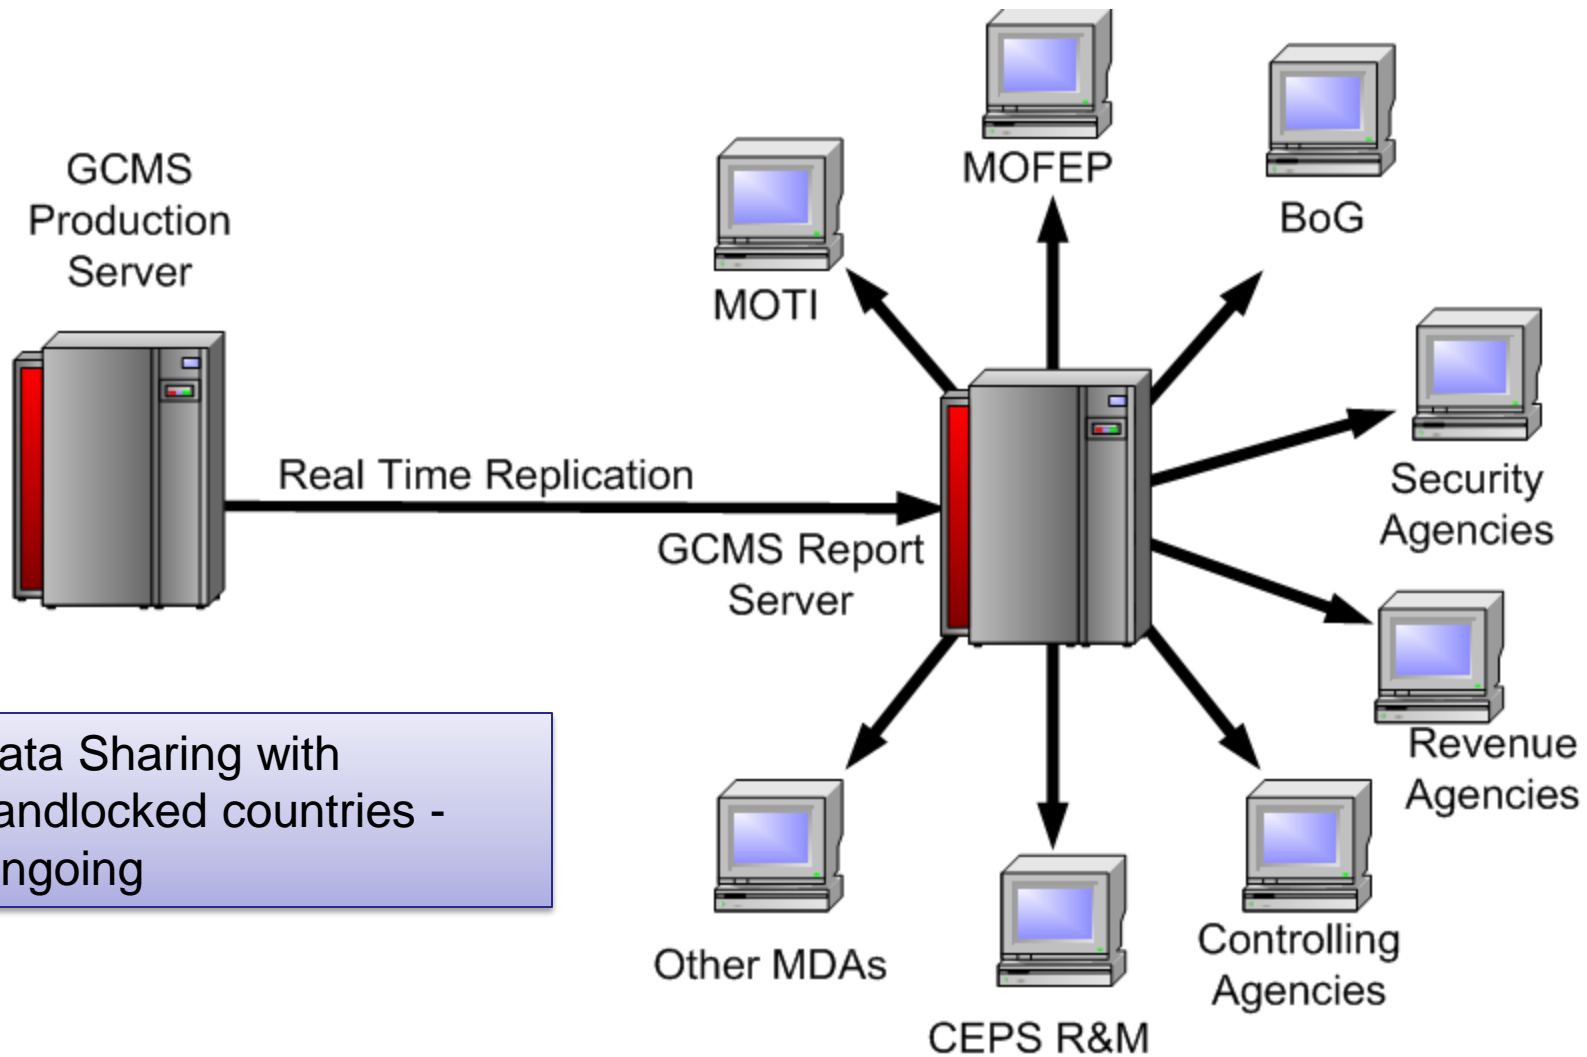 GCMS
Production
Server
MOFEP
BoG
MOTI
Security
Agencies
Real Time Replication
GCMS Report
Server
Revenue
Agencies
ata Sharing with
andlocked countries -
ngoing
Controlling
Agencies
Other MDAs
CEPS R&M